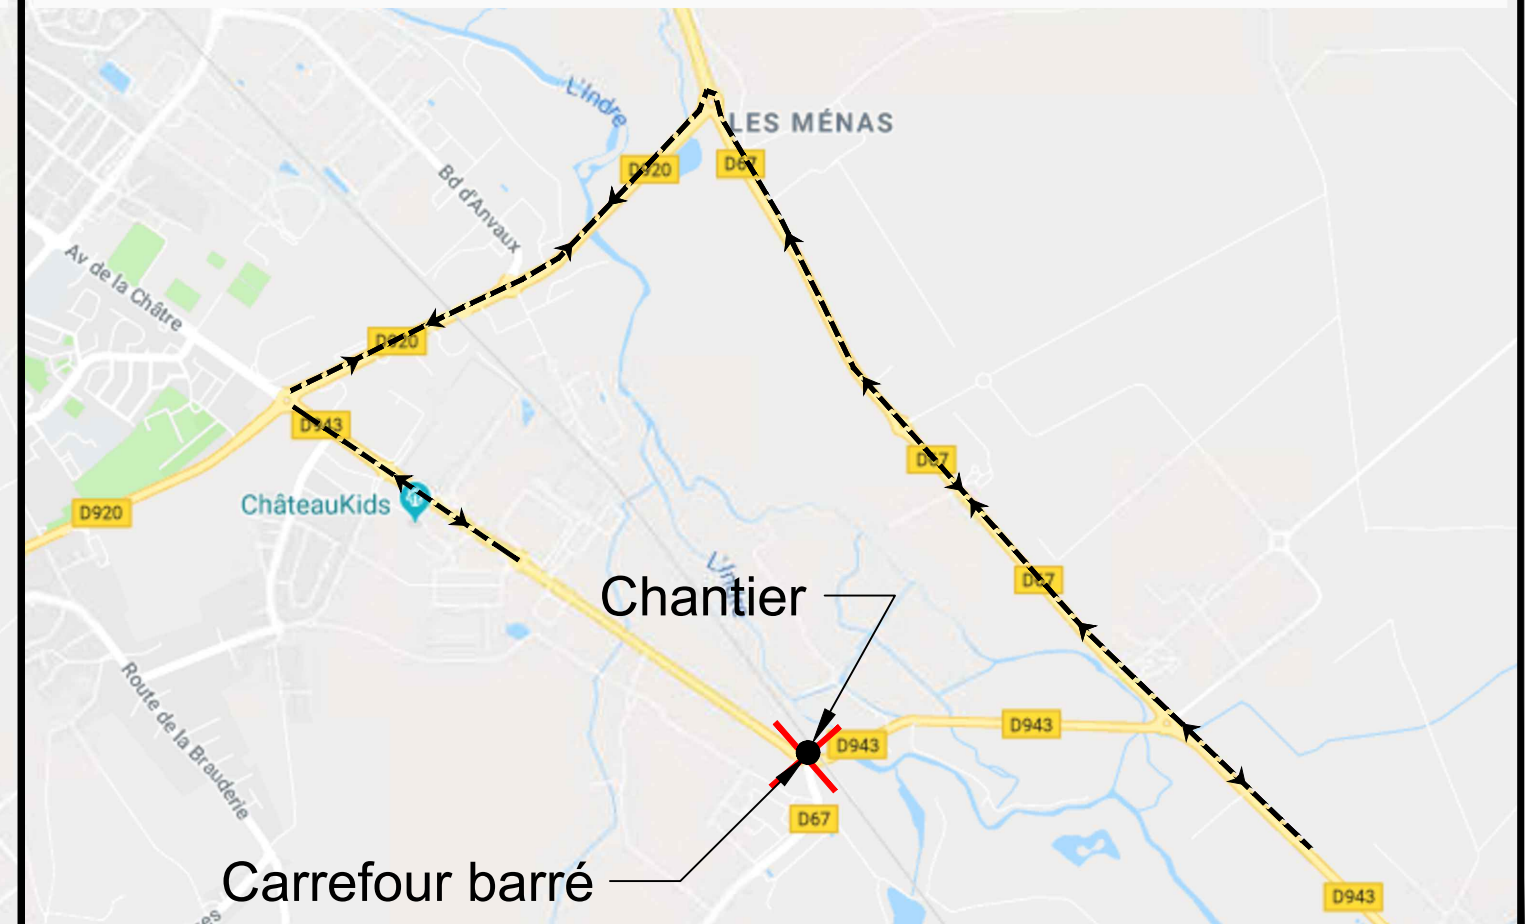 L'Indre
LES MÉNAS
D920
D67
Bd d'Anvaux
Av de la Châtre
D920
D943
D67
ChâteauKids
D920
L'Indre
D67
Chantier
Route de la Brauderie
D943
D943
D67
Carrefour barré
D943